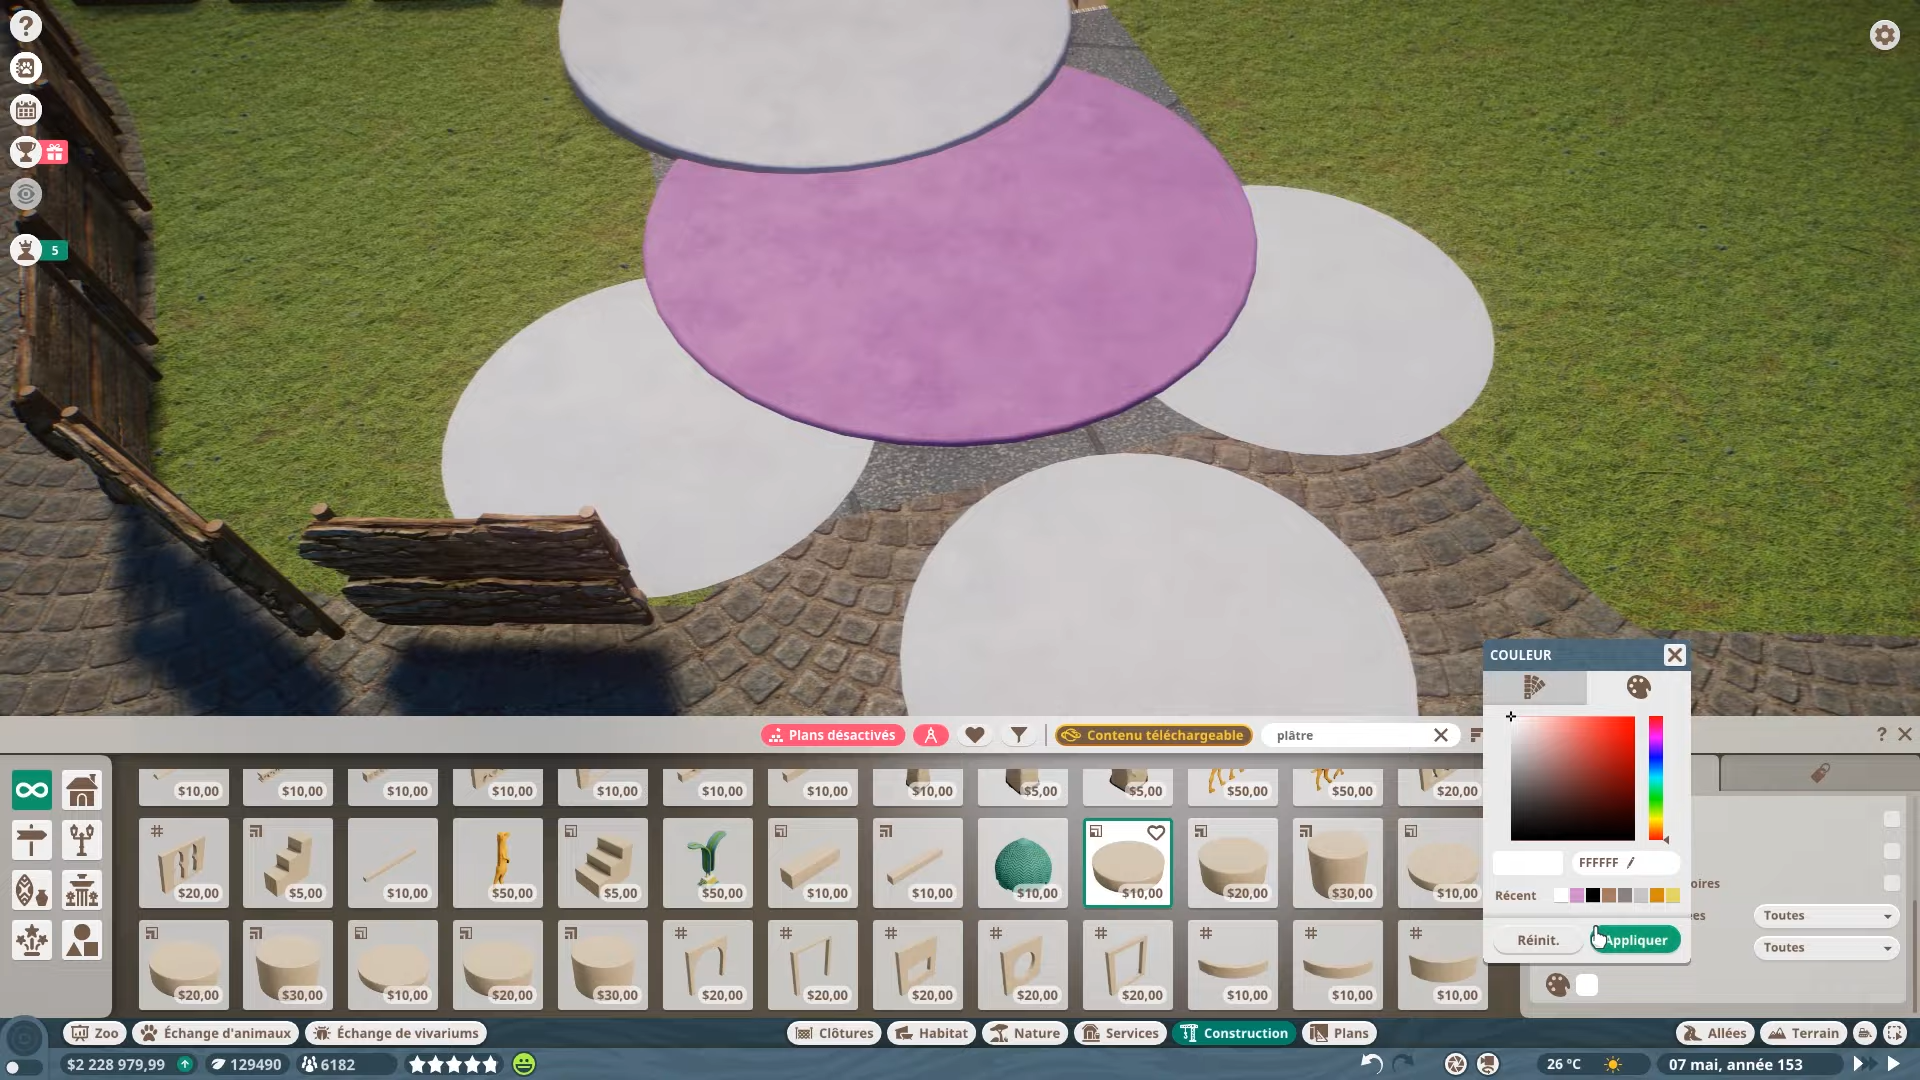 5
COULEUR
FFFFFF
Récent
Réinit.
Appliquer
Plans désactivés
Contenu téléchargeable
plâtre
?
$10,00 $10,00 $10,00 $10,00 $10,00 $10,00 $10,00 $10,00 $5,00 $5,00 $50,00 $50,00 $20,00
$20,00 $5,00 $10,00 $50,00 $5,00 $50,00 $10,00 $10,00 $10,00 $10,00 $20,00 $30,00 $10,00
$20,00 $30,00 $10,00 $20,00 $30,00 $20,00 $20,00 $20,00 $20,00 $20,00 $10,00 $10,00 $10,00
oires
es
Toutes
Toutes
Zoo
Échange d'animaux
Échange de vivariums
Clôtures
Habitat
Nature
Services
Construction
Plans
Allées
Terrain
$2 228 979,99
129490
6182
26 °C
07 mai, année 153